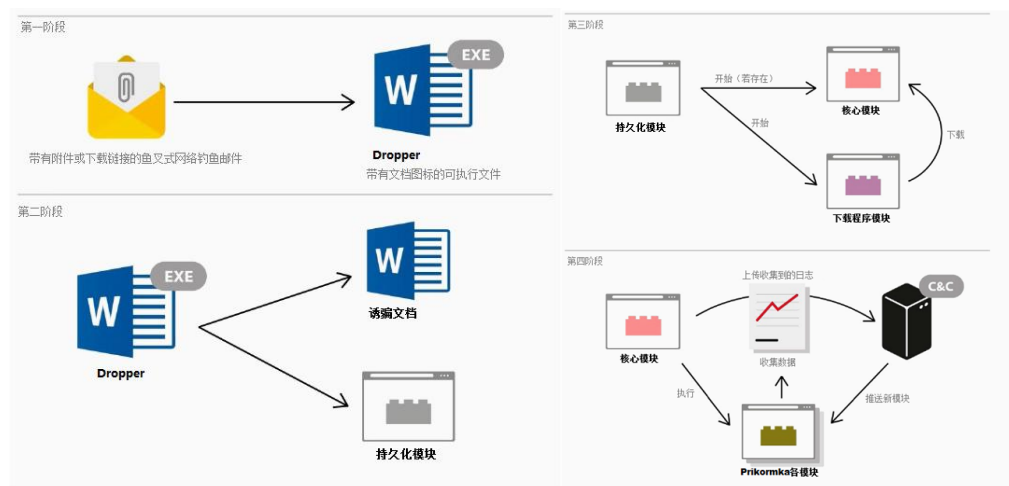 第一阶段
EXE
W
带有附件或下载链接的鱼叉式网络钓鱼邮件
Dropper
带有文档图标的可执行文件
第二阶段
EXE
W
Dropper
W
诱骗文档
持久化模块
第三阶段
持久化模块
开始（若存在）
开始
核心模块
下载
下载程序模块
第四阶段
上传收集到的日志
C&C
核心模块
收集数据
执行
推送新模块
Prikormka各模块